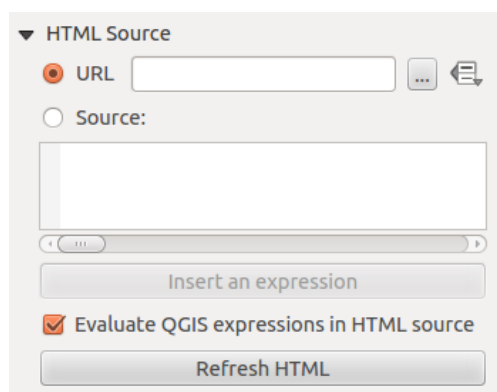 HTML Source
URL ...
Source:
Insert an expression
Evaluate QGIS expressions in HTML source
Refresh HTML